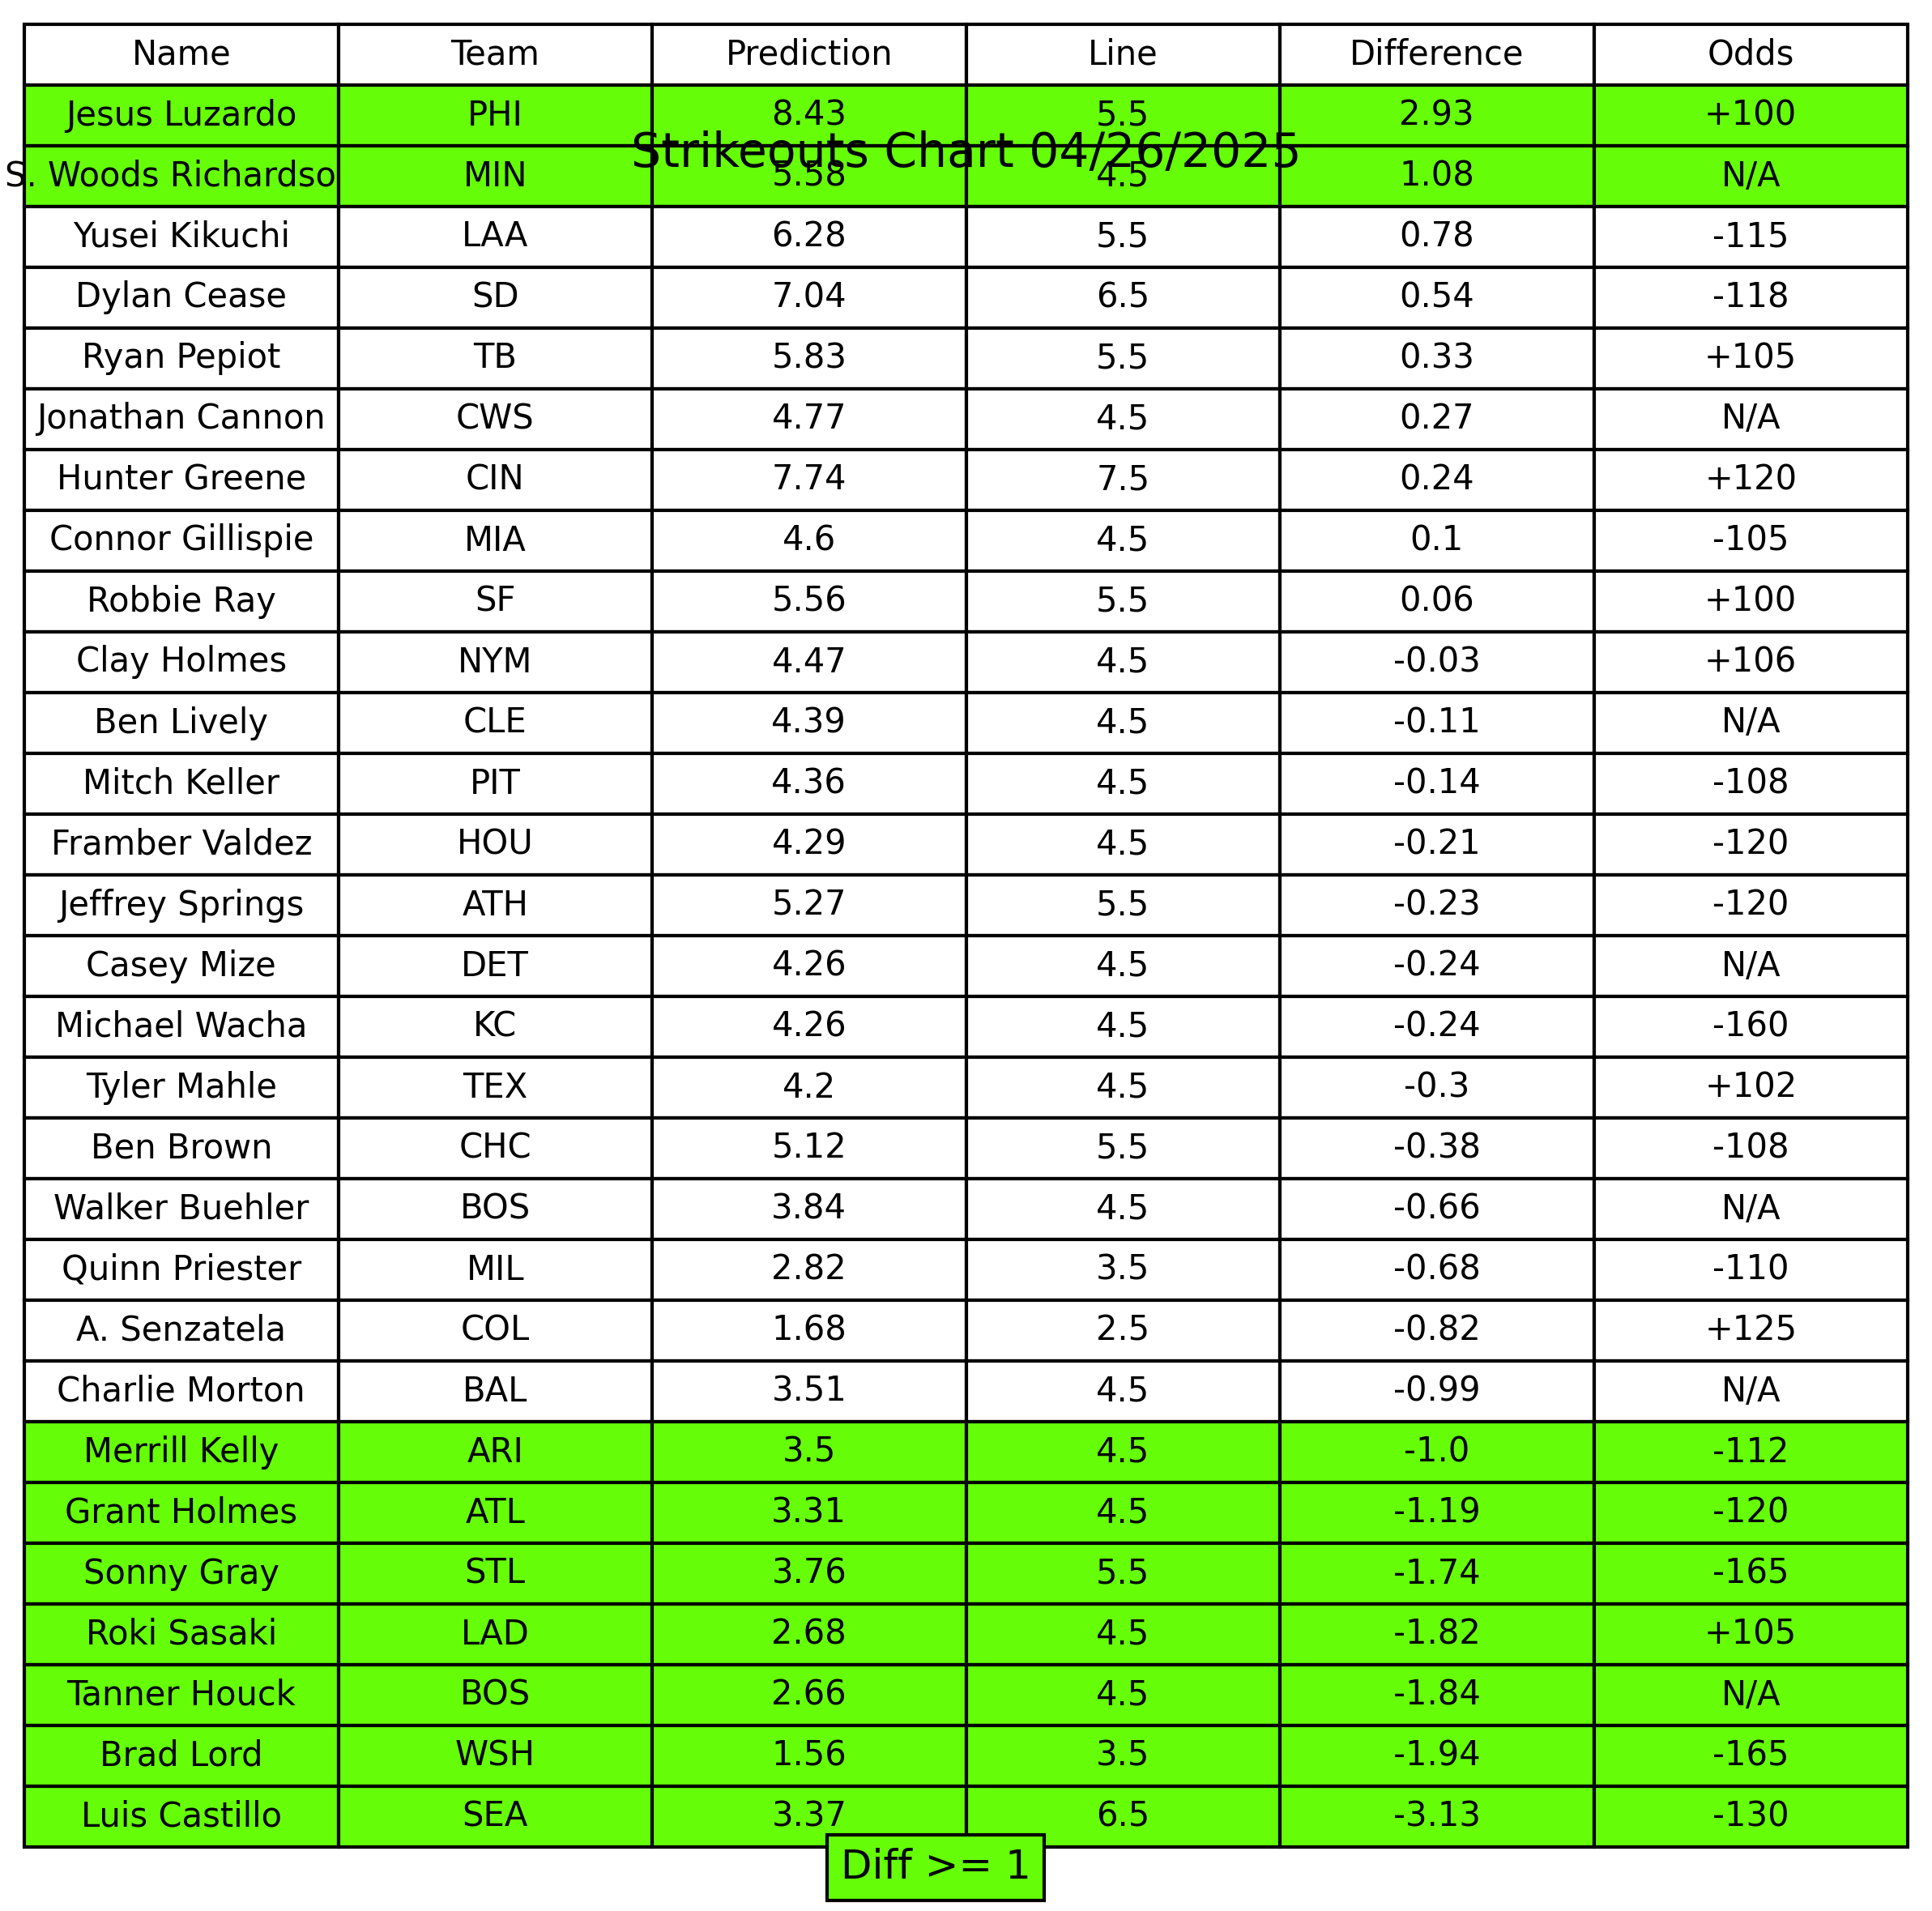 Name Team Prediction Line Difference Odds
Jesus Luzardo PHI 8.43 5.5 2.93 +100
Strikeouts Chart 04/26/2025
S. Woods Richardso MIN 5.58 4.5 1.08 N/A
Yusei Kikuchi LAA 6.28 5.5 0.78 -115
Dylan Cease SD 7.04 6.5 0.54 -118
Ryan Pepiot TB 5.83 5.5 0.33 +105
Jonathan Cannon CWS 4.77 4.5 0.27 N/A
Hunter Greene CIN 7.74 7.5 0.24 +120
Connor Gillispie MIA 4.6 4.5 0.1 -105
Robbie Ray SF 5.56 5.5 0.06 +100
Clay Holmes NYM 4.47 4.5 -0.03 +106
Ben Lively CLE 4.39 4.5 -0.11 N/A
Mitch Keller PIT 4.36 4.5 -0.14 -108
Framber Valdez HOU 4.29 4.5 -0.21 -120
Jeffrey Springs ATH 5.27 5.5 -0.23 -120
Casey Mize DET 4.26 4.5 -0.24 N/A
Michael Wacha KC 4.26 4.5 -0.24 -160
Tyler Mahle TEX 4.2 4.5 -0.3 +102
Ben Brown CHC 5.12 5.5 -0.38 -108
Walker Buehler BOS 3.84 4.5 -0.66 N/A
Quinn Priester MIL 2.82 3.5 -0.68 -110
A. Senzatela COL 1.68 2.5 -0.82 +125
Charlie Morton BAL 3.51 4.5 -0.99 N/A
Merrill Kelly ARI 3.5 4.5 -1.0 -112
Grant Holmes ATL 3.31 4.5 -1.19 -120
Sonny Gray STL 3.76 5.5 -1.74 -165
Roki Sasaki LAD 2.68 4.5 -1.82 +105
Tanner Houck BOS 2.66 4.5 -1.84 N/A
Brad Lord WSH 1.56 3.5 -1.94 -165
Luis Castillo SEA 3.37 6.5 -3.13 -130
Diff >= 1